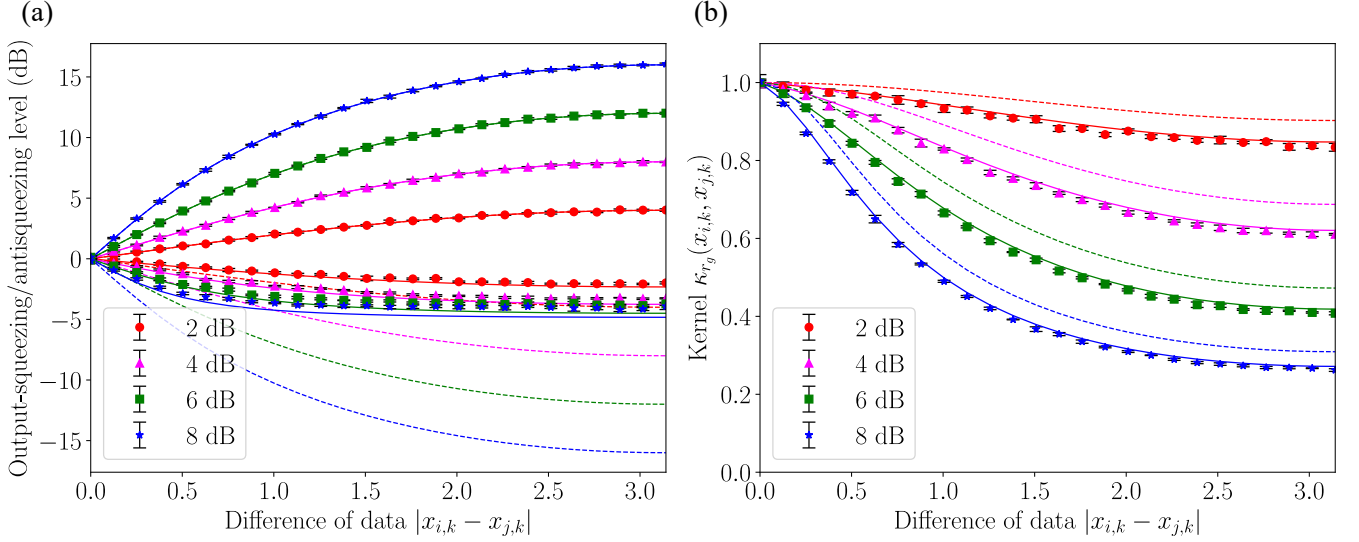 (a)
Output-squeezing/antisqueezing level (dB)
15
10
5
0
−5
−10
−15
2 dB
4 dB
6 dB
8 dB
0.0 0.5 1.0 1.5 2.0 2.5 3.0
Difference of data |x_{i,k} − x_{j,k}|
(b)
Kernel κ_{r_g}(x_{i,k}, x_{j,k})
1.0
0.8
0.6
0.4
0.2
0.0
2 dB
4 dB
6 dB
8 dB
0.0 0.5 1.0 1.5 2.0 2.5 3.0
Difference of data |x_{i,k} − x_{j,k}|